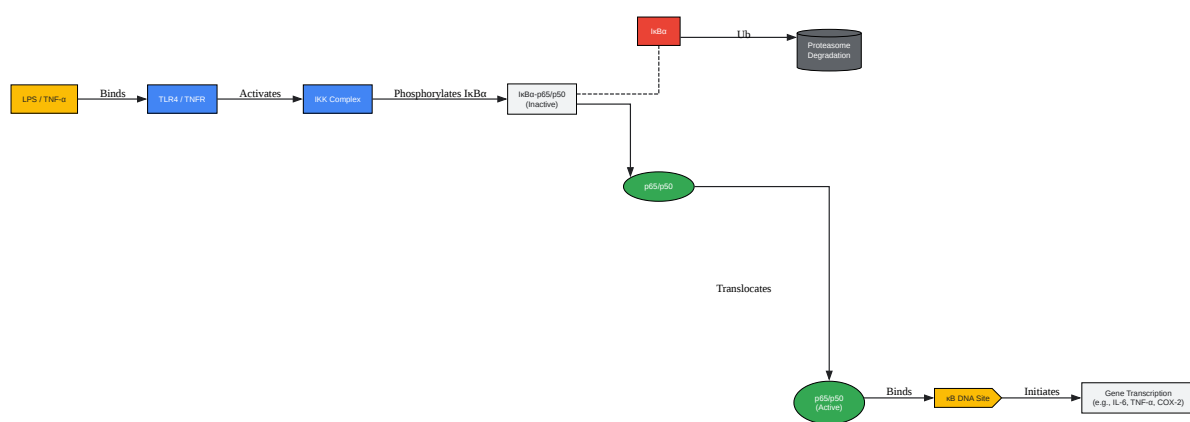 IκBα
Ub
Proteasome
Degradation
LPS / TNF-α
Binds
TLR4 / TNFR
Activates
IKK Complex
Phosphorylates IκBα
IκBα-p65/p50
(Inactive)
p65/p50
Translocates
p65/p50
(Active)
Binds
κB DNA Site
Initiates
Gene Transcription
(e.g., IL-6, TNF-α, COX-2)